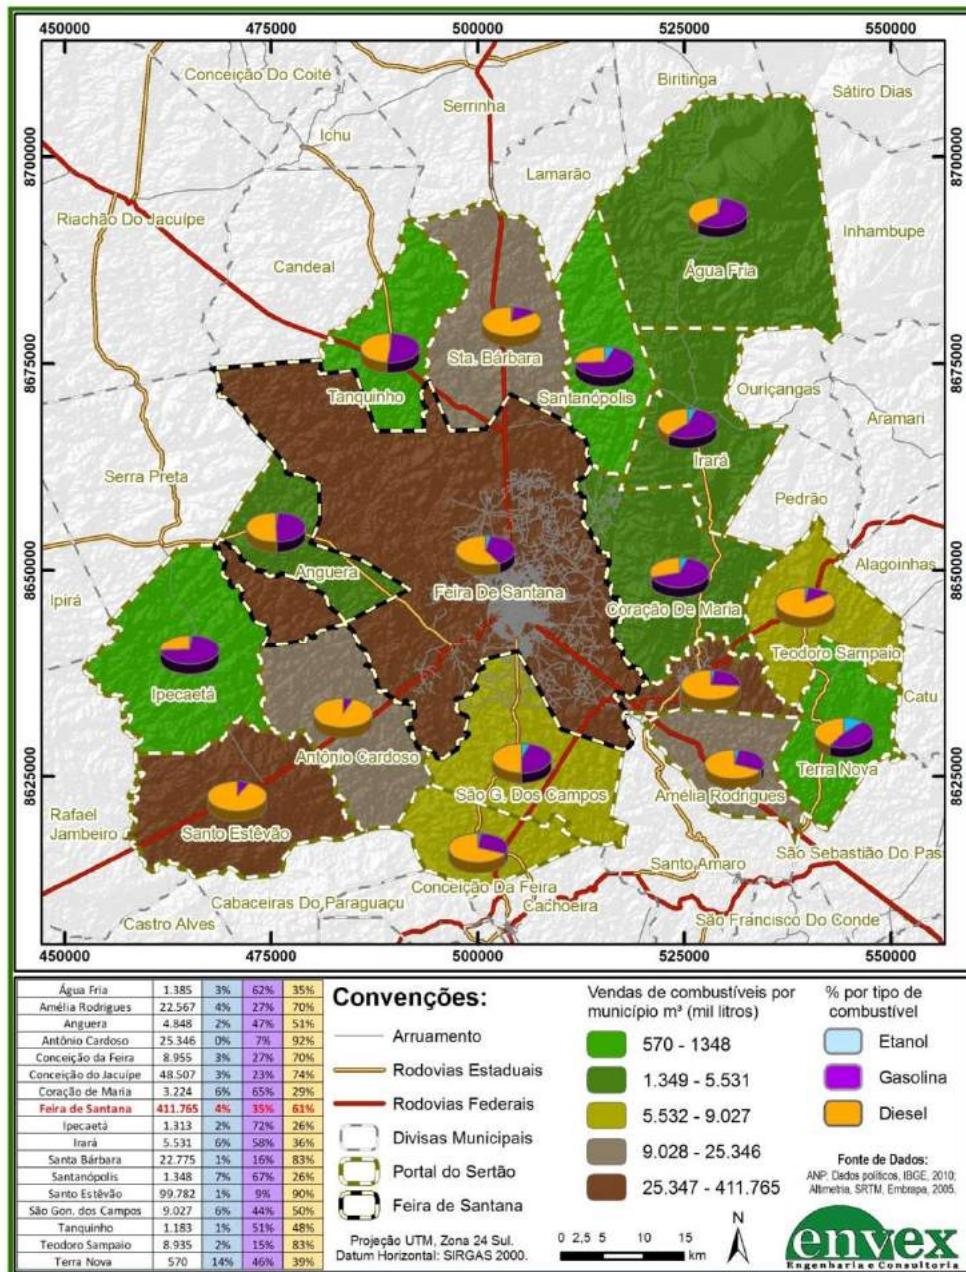 450000 475000 500000 525000 550000
Conceição Do Coité
Biritinga
Sátiro Dias
Serrinha
Ichu
8700000
8700000
Lamarão
Riachão Do Jacuípe
Inhambupe
Candeal
Água Fria
Sta. Bárbara
8675000
8675000
Tanquinho
Santanópolis
Ouriçangas
Aramari
Irará
Serra Preta
Pedrão
8650000
8650000
Alagoinhas
Anguera
Feira De Santana
Ipirá
Coração De Maria
Teodoro Sampaio
Ipecaetá
Catu
Antônio Cardoso
8625000
8625000
Terra Nova
São G. Dos Campos
Amélia Rodrigues
Rafael
Jambeiro
Santo Estêvão
São Sebastião Do Pas
Santo Amaro
Conceição Da Feira
Cabaceiras Do Paraguaçu
Cachoeira
Castro Alves
São Francisco Do Conde
450000 475000 500000 525000 550000
Água Fria 1.385 3% 62% 35%
Amélia Rodrigues 22.567 4% 27% 70%
Anguera 4.848 2% 47% 51%
Antônio Cardoso 25.346 0% 7% 92%
Conceição da Feira 8.955 3% 27% 70%
Conceição do Jacuípe 48.507 3% 23% 74%
Coração de Maria 3.224 6% 65% 29%
Feira de Santana 411.765 4% 35% 61%
Ipecaetá 1.313 2% 72% 26%
Irará 5.531 6% 58% 36%
Santa Bárbara 22.775 1% 16% 83%
Santanópolis 1.348 7% 67% 26%
Santo Estêvão 99.782 1% 9% 90%
São Gon. dos Campos 9.027 6% 44% 50%
Tanquinho 1.183 1% 51% 48%
Teodoro Sampaio 8.935 2% 15% 83%
Terra Nova 570 14% 46% 39%
Convenções:
Arruamento
Rodovias Estaduais
Rodovias Federais
Divisas Municipais
Portal do Sertão
Feira de Santana
Projeção UTM, Zona 24 Sul.
Datum Horizontal: SIRGAS 2000.
Vendas de combustíveis por
município m³ (mil litros)
570 - 1348
1.349 - 5.531
5.532 - 9.027
9.028 - 25.346
25.347 - 411.765
0 2,5 5 10 15
km
N
% por tipo de
combustível
Etanol
Gasolina
Diesel
Fonte de Dados:
ANP; Dados políticos, IBGE, 2010;
Altimetria, SRTM, Embrapa, 2005.
envex
Engenharia e Consultoria